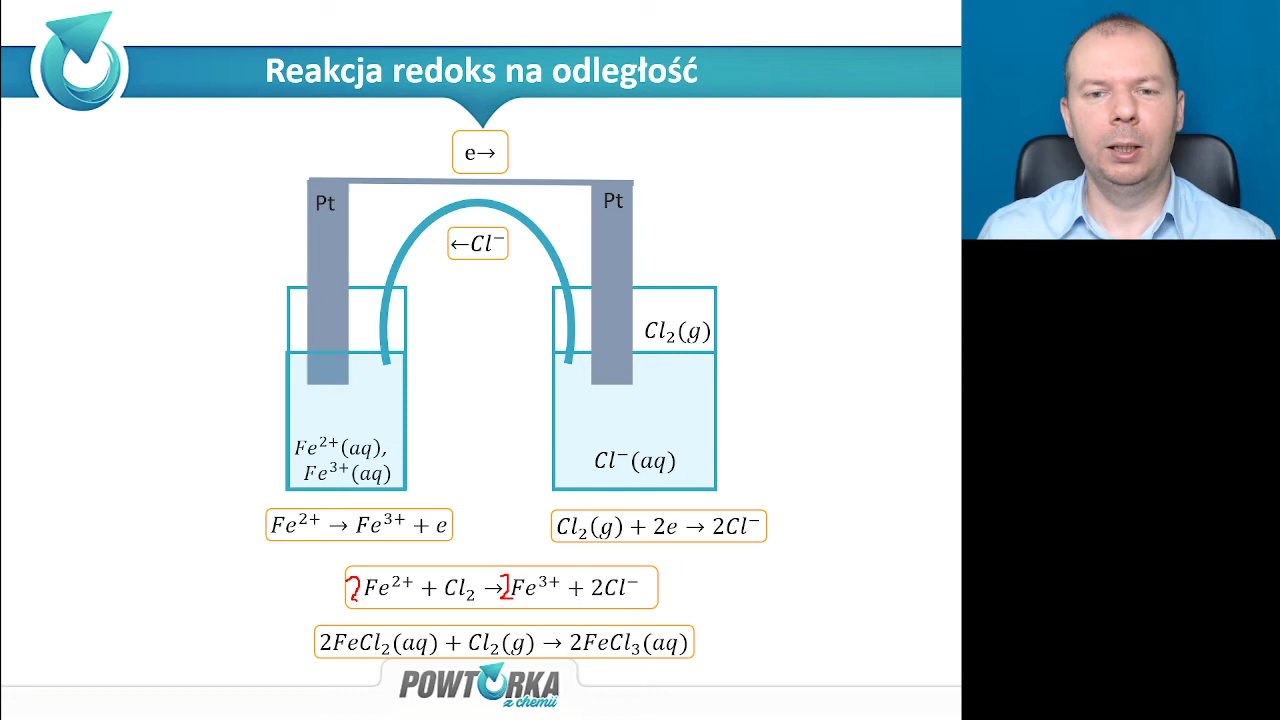 Reakcja redoks na odległość
e→
Pt
Pt
←Cl⁻
Cl₂(g)
Fe²⁺(aq),
Fe³⁺(aq)
Cl⁻(aq)
Fe²⁺ → Fe³⁺ + e
Cl₂(g) + 2e → 2Cl⁻
2Fe²⁺ + Cl₂ → 2Fe³⁺ + 2Cl⁻
2FeCl₂(aq) + Cl₂(g) → 2FeCl₃(aq)
POWTÓRKA
z chemii